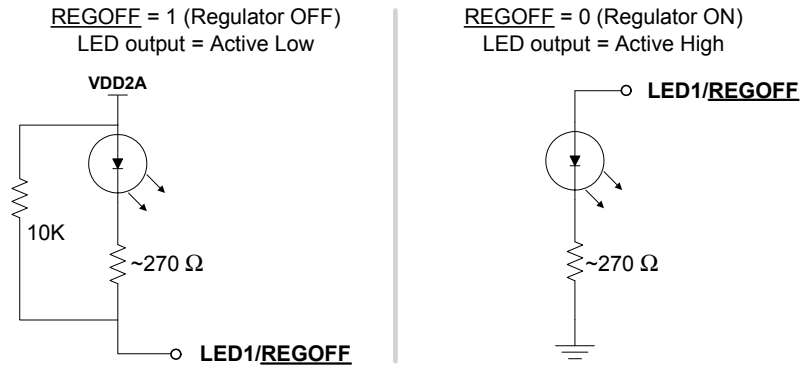 REGOFF = 1 (Regulator OFF)
LED output = Active Low
VDD2A
10K
~270 Ω
LED1/REGOFF
REGOFF = 0 (Regulator ON)
LED output = Active High
LED1/REGOFF
~270 Ω